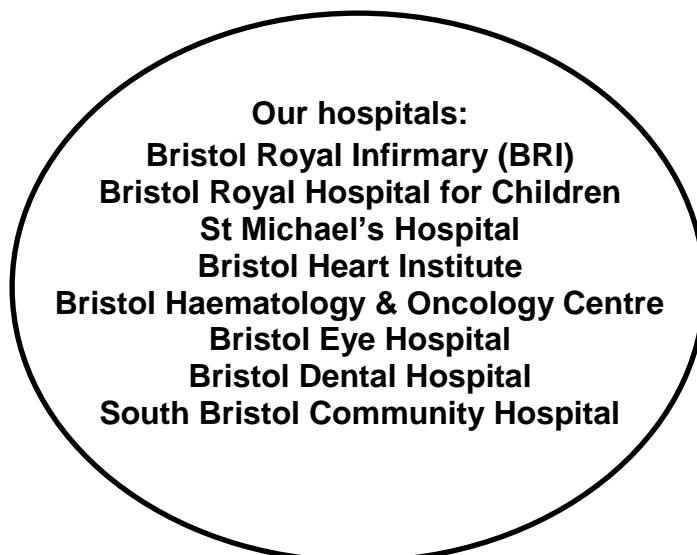 Our hospitals:
Bristol Royal Infirmary (BRI)
Bristol Royal Hospital for Children
St Michael’s Hospital
Bristol Heart Institute
Bristol Haematology & Oncology Centre
Bristol Eye Hospital
Bristol Dental Hospital
South Bristol Community Hospital